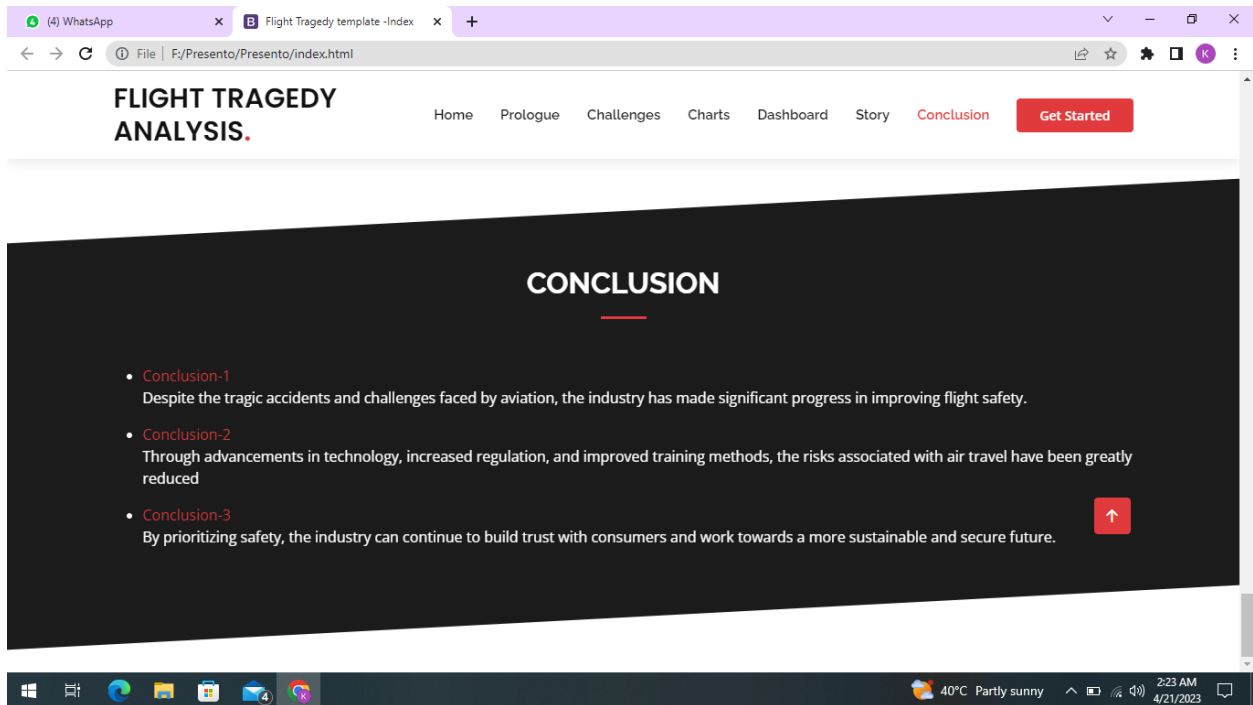 (4) WhatsApp
Flight Tragedy template -Index
File
F:/Presento/Presento/index.html
K
FLIGHT TRAGEDY
ANALYSIS.
Home Prologue Challenges Charts Dashboard Story Conclusion Get Started
CONCLUSION
Conclusion-1
Despite the tragic accidents and challenges faced by aviation, the industry has made significant progress in improving flight safety.
Conclusion-2
Through advancements in technology, increased regulation, and improved training methods, the risks associated with air travel have been greatly
reduced
Conclusion-3
By prioritizing safety, the industry can continue to build trust with consumers and work towards a more sustainable and secure future.
4
K
40°C Partly sunny
2:23 AM
4/21/2023